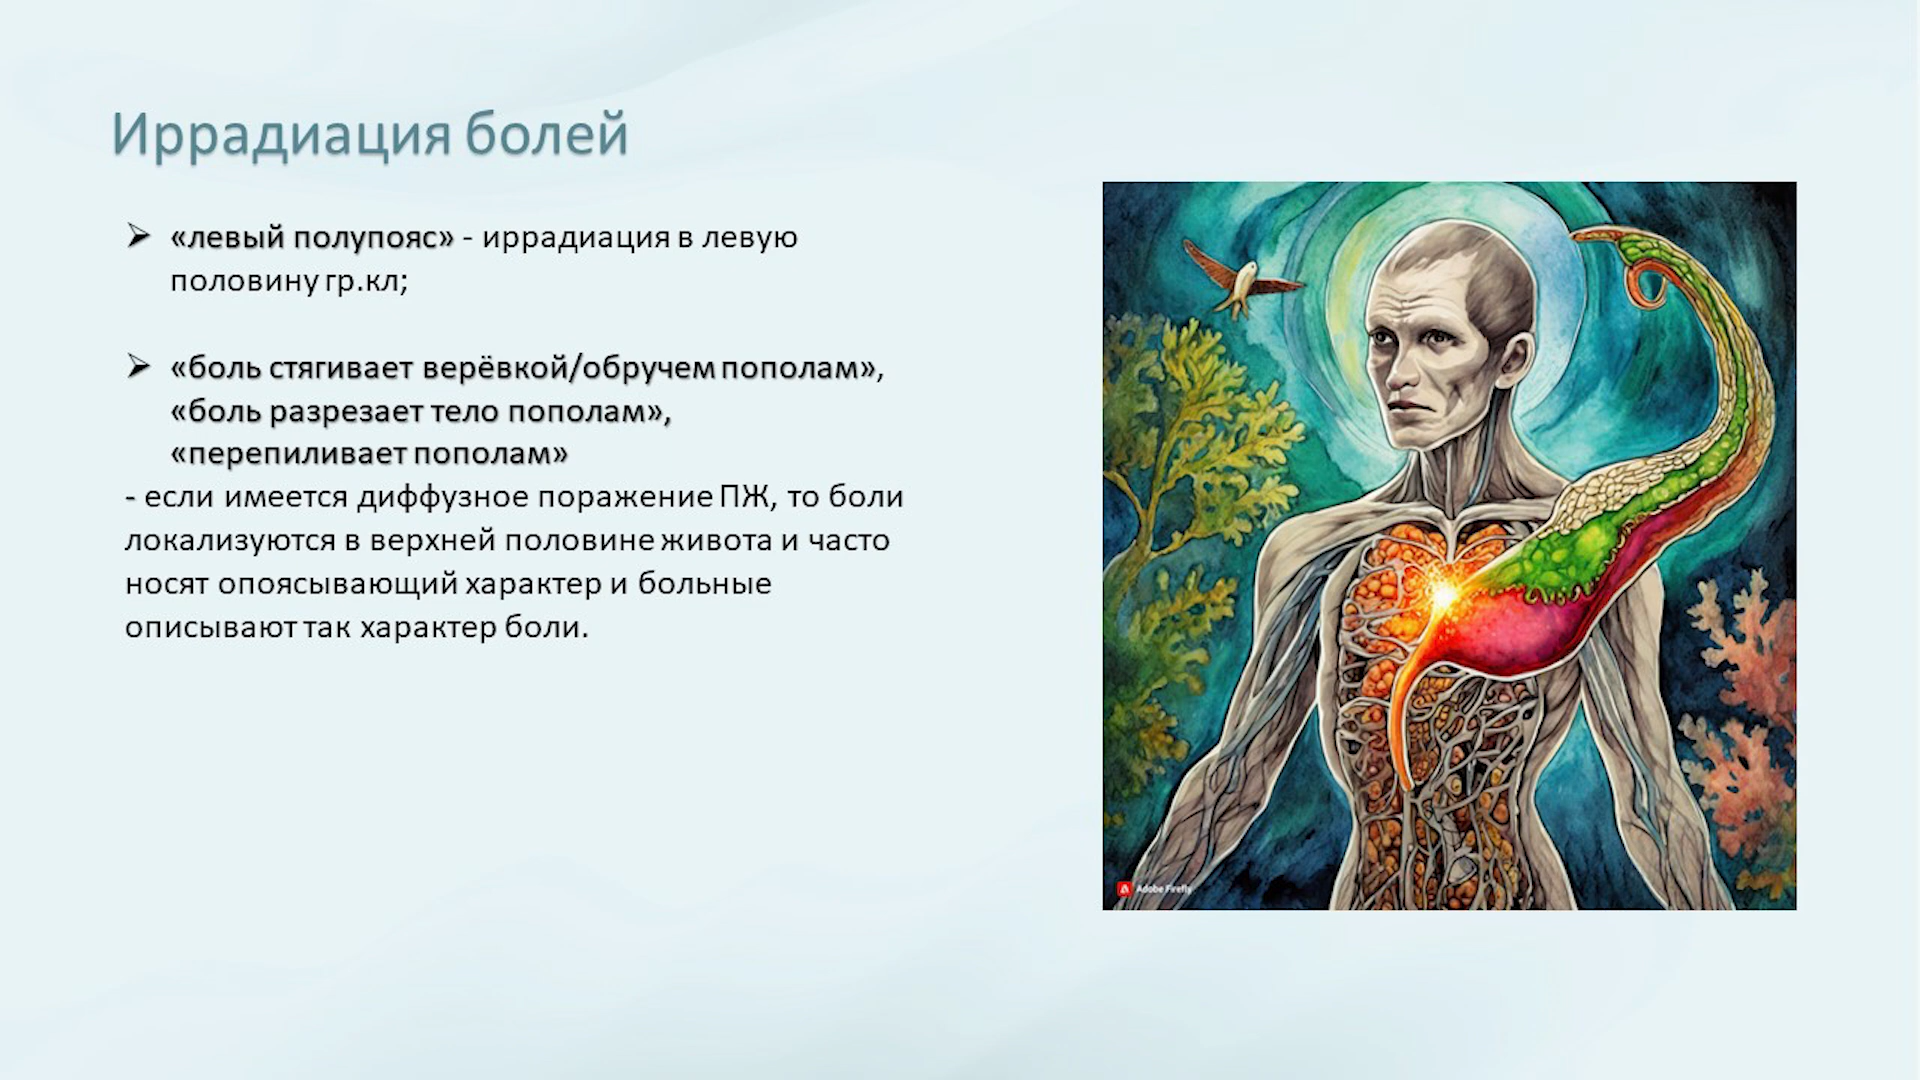 Иррадиация болей
«левый полупояс» - иррадиация в левую
половину гр.кл;
«боль стягивает верёвкой/обручем пополам»,
«боль разрезает тело пополам»,
«перепиливает пополам»
- если имеется диффузное поражение ПЖ, то боли
локализуются в верхней половине живота и часто
носят опоясывающий характер и больные
описывают так характер боли.
Adobe Firefly